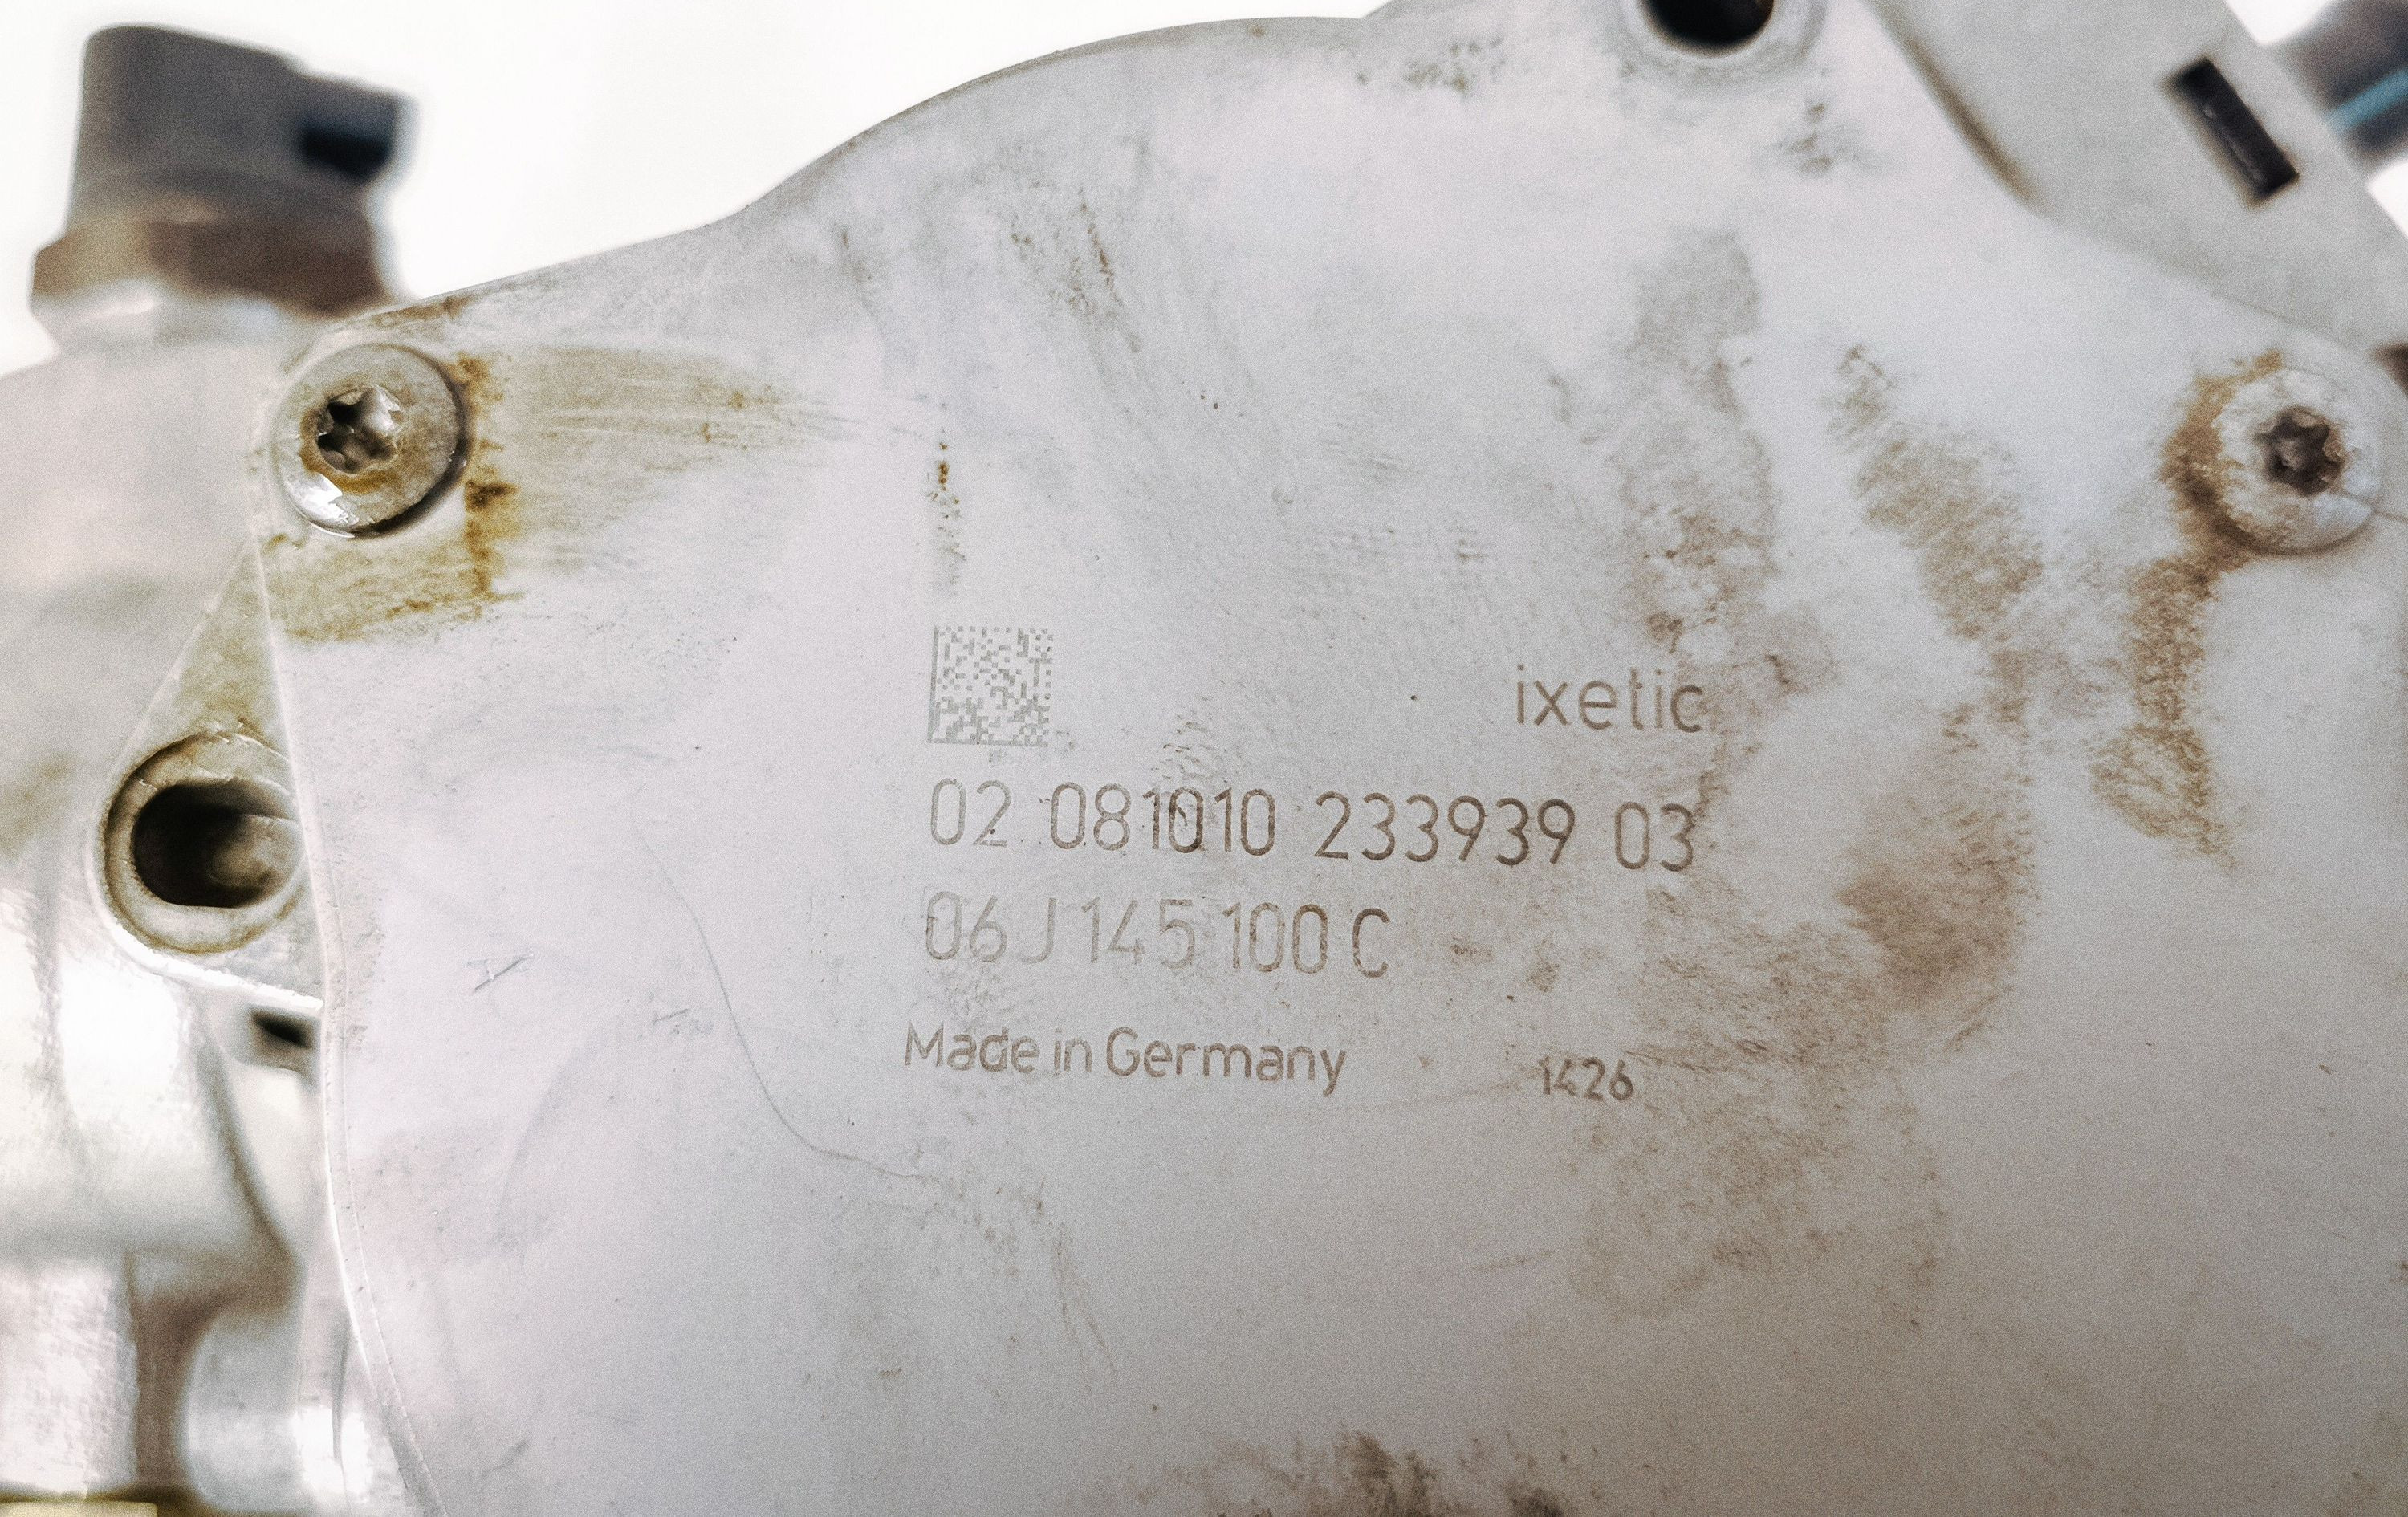 ixetic
02 081010 233939 03
06J 145 100 C
Made in Germany 1426